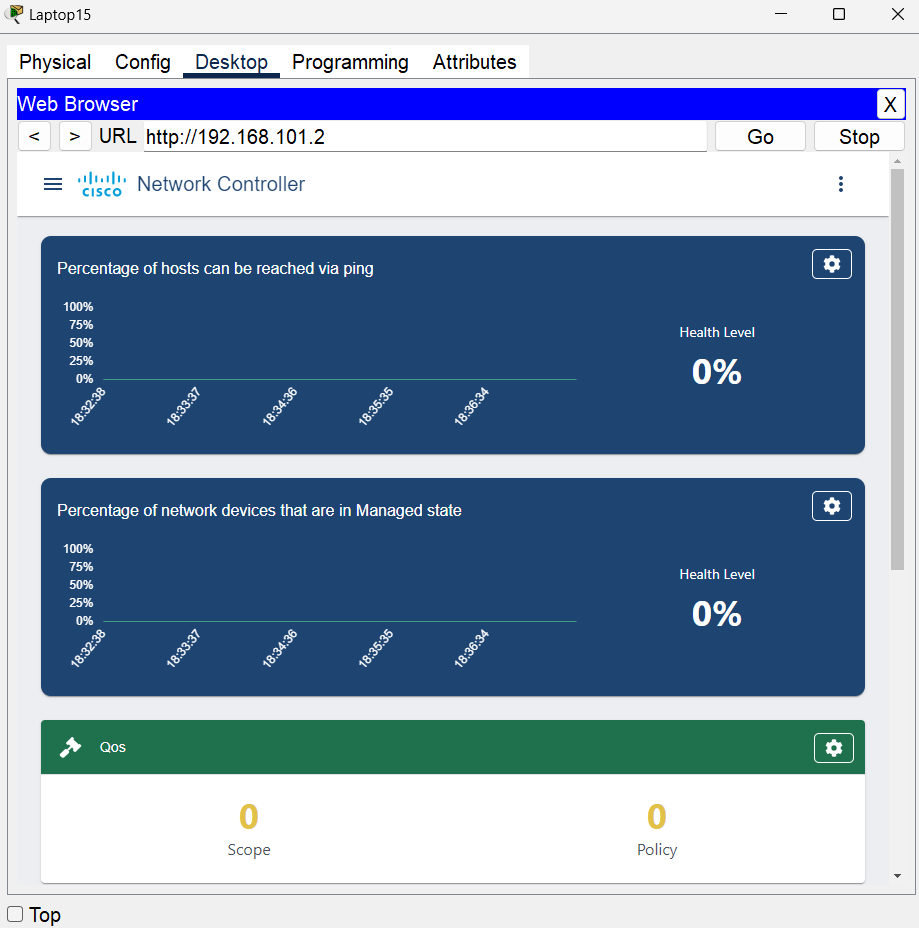 Laptop15
Physical Config Desktop Programming Attributes
Web Browser X
< > URL http://192.168.101.2 Go Stop
CISCO Network Controller
Percentage of hosts can be reached via ping
100%
75%
50%
25%
0%
18:32:38 18:33:37 18:34:36 18:35:35 18:36:34
Health Level
0%
Percentage of network devices that are in Managed state
100%
75%
50%
25%
0%
18:32:38 18:33:37 18:34:36 18:35:35 18:36:34
Health Level
0%
Qos
0 0
Scope Policy
Top